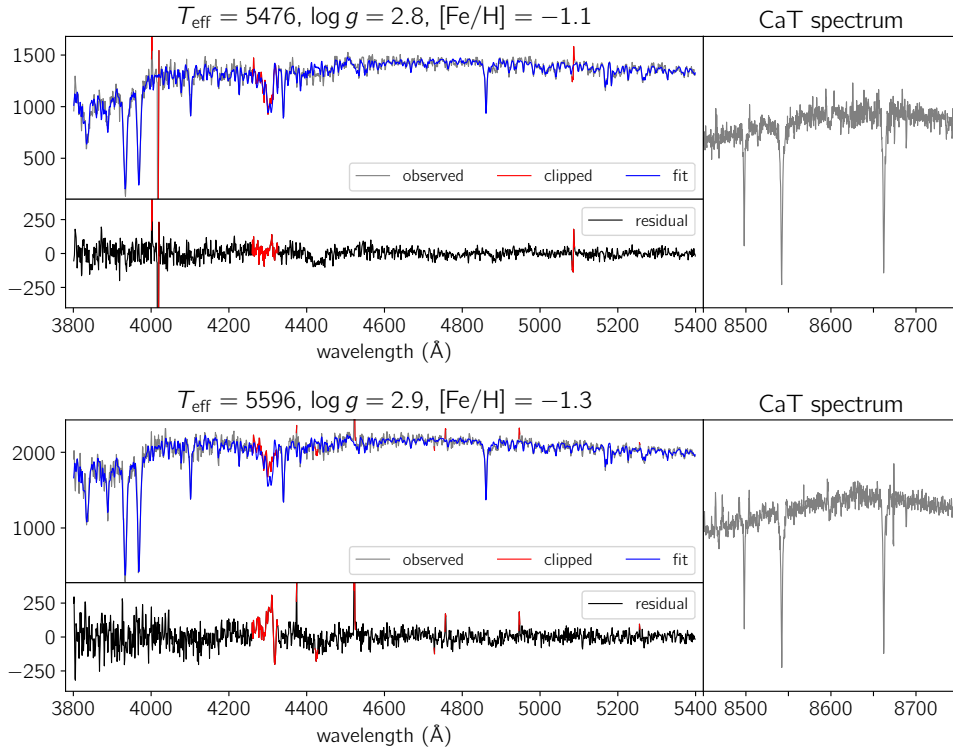 T_eff = 5476, log g = 2.8, [Fe/H] = −1.1
CaT spectrum
1500
1000
500
observed
clipped
fit
250
0
−250
residual
3800 4000 4200 4400 4600 4800 5000 5200 5400
8500 8600 8700
wavelength (Å)
T_eff = 5596, log g = 2.9, [Fe/H] = −1.3
CaT spectrum
2000
1000
observed
clipped
fit
250
0
−250
residual
3800 4000 4200 4400 4600 4800 5000 5200 5400
8500 8600 8700
wavelength (Å)